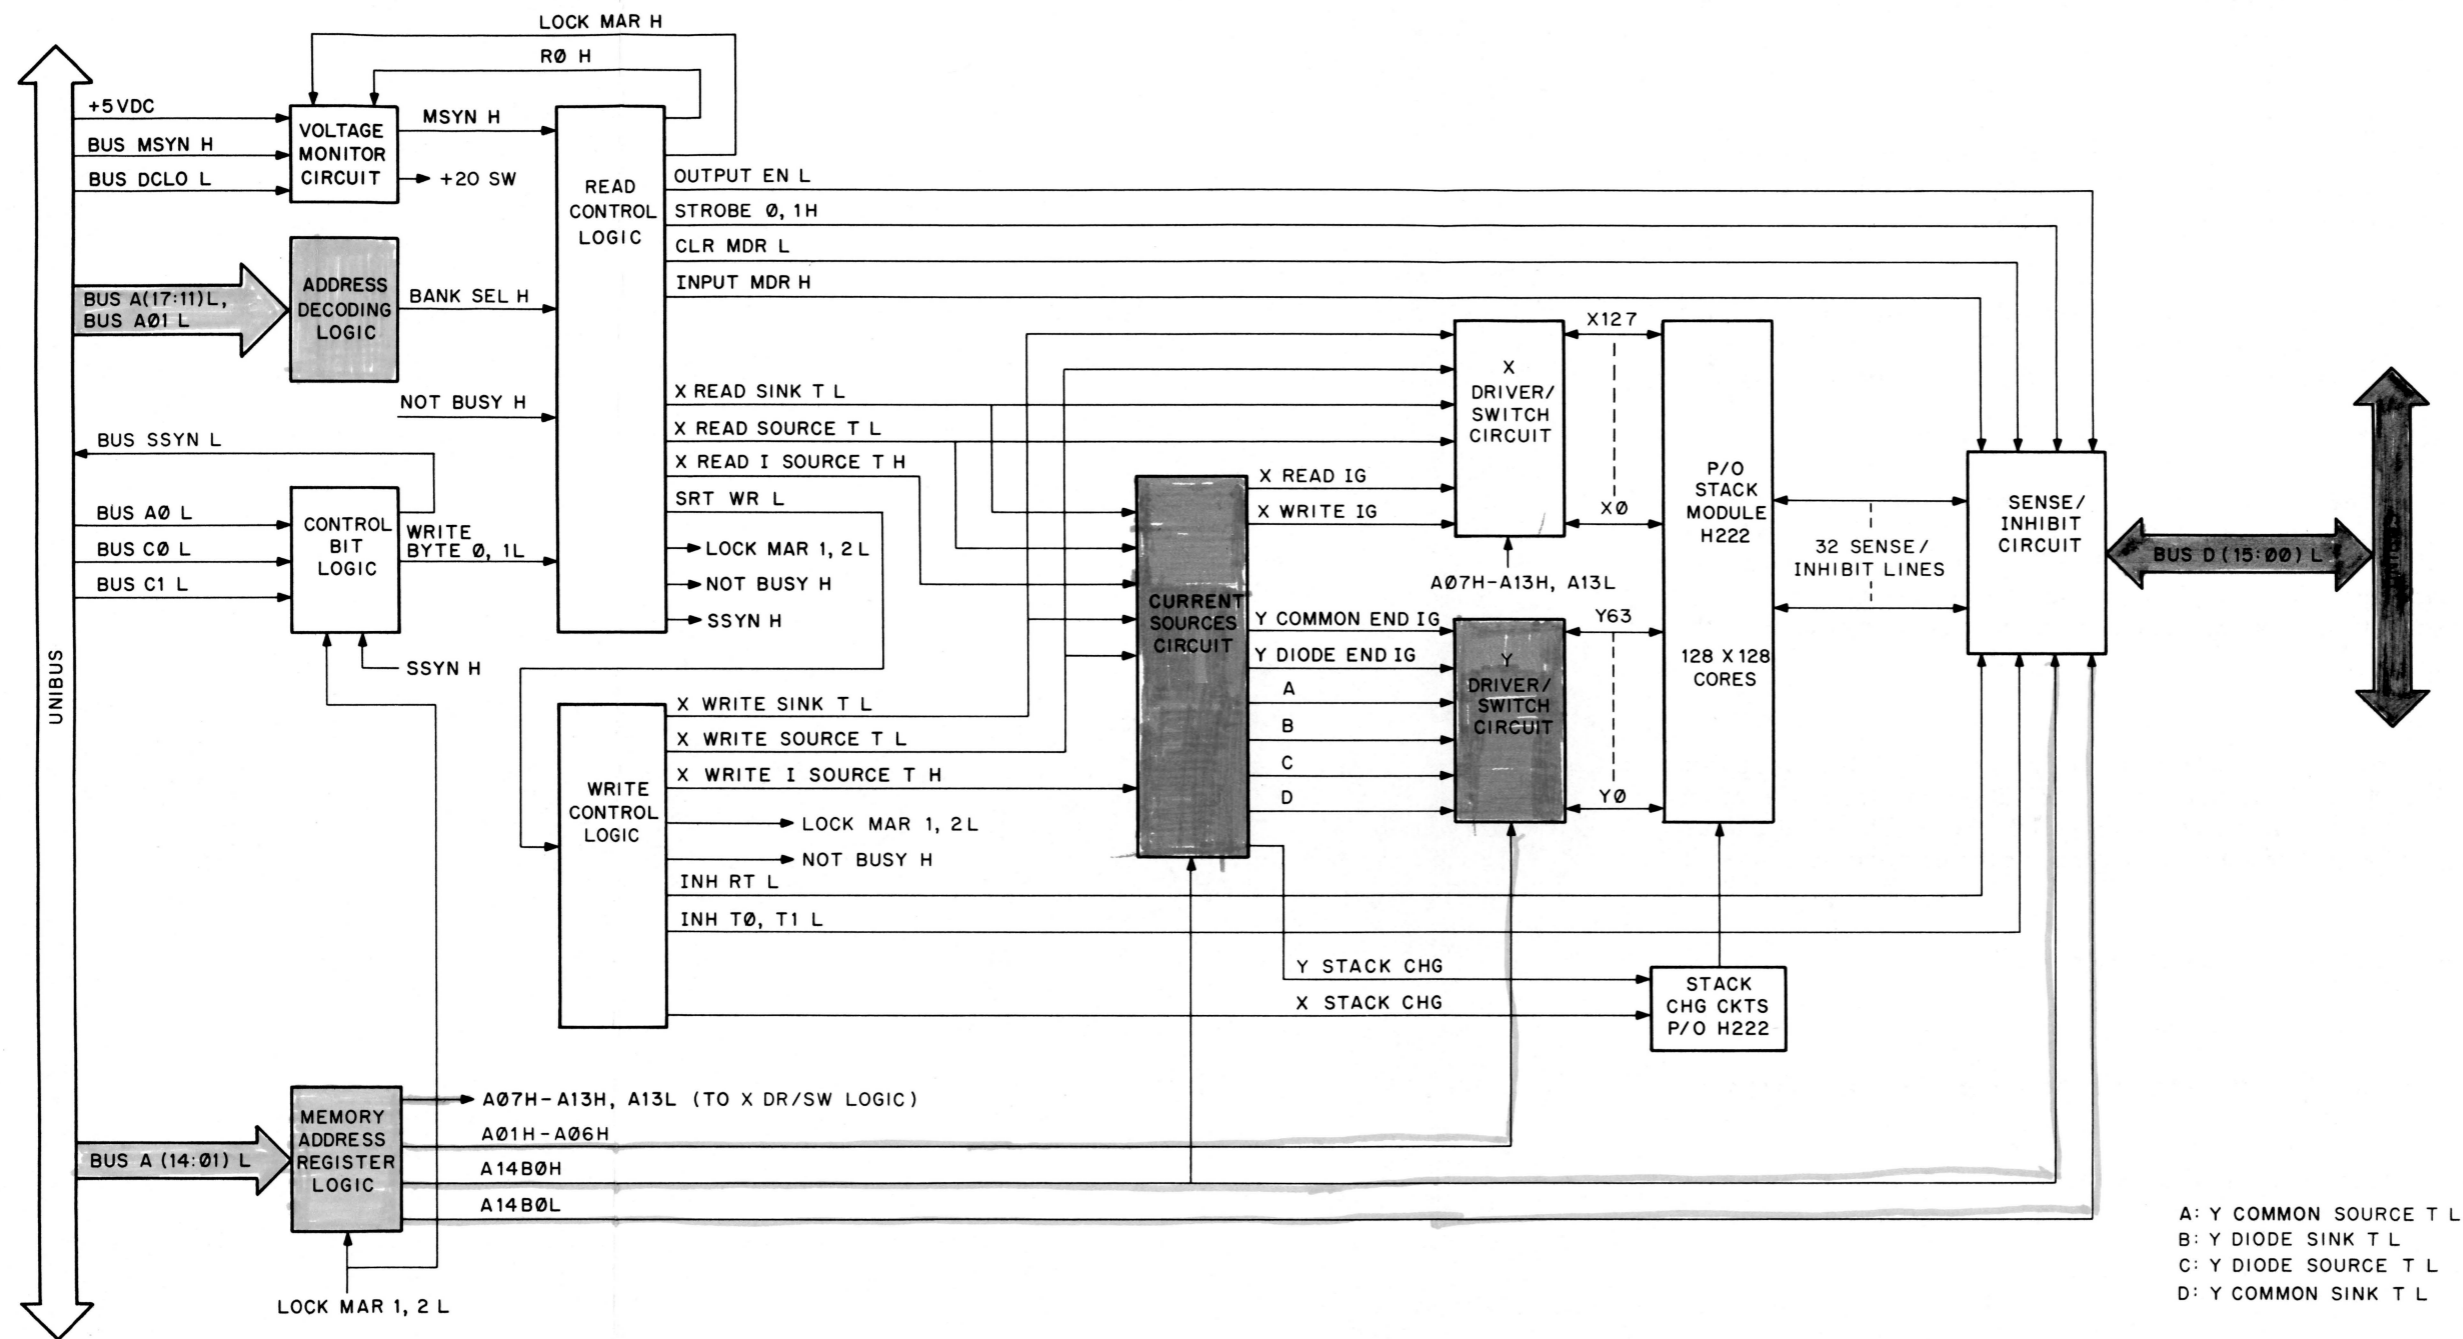 LOCK MAR H
RØ H
+5VDC
BUS MSYN H
BUS DCLO L
VOLTAGE
MONITOR
CIRCUIT
MSYN H
+20 SW
BUS A(17:11)L,
BUS AØ1 L
ADDRESS
DECODING
LOGIC
BANK SEL H
NOT BUSY H
BUS SSYN L
BUS AØ L
BUS CØ L
BUS C1 L
CONTROL
BIT
LOGIC
WRITE
BYTE Ø, 1L
SSYN H
UNIBUS
READ
CONTROL
LOGIC
OUTPUT EN L
STROBE Ø, 1H
CLR MDR L
INPUT MDR H
X READ SINK T L
X READ SOURCE T L
X READ I SOURCE T H
SRT WR L
LOCK MAR 1, 2L
NOT BUSY H
SSYN H
WRITE
CONTROL
LOGIC
X WRITE SINK T L
X WRITE SOURCE T L
X WRITE I SOURCE T H
LOCK MAR 1, 2L
NOT BUSY H
INH RT L
INH TØ, T1 L
CURRENT
SOURCES
CIRCUIT
X READ IG
X WRITE IG
Y COMMON END IG
Y DIODE END IG
A
B
C
D
Y STACK CHG
X STACK CHG
X
DRIVER/
SWITCH
CIRCUIT
X127
XØ
AØ7H-A13H, A13L
Y
DRIVER/
SWITCH
CIRCUIT
Y63
YØ
P/O
STACK
MODULE
H222
128 X 128
CORES
32 SENSE/
INHIBIT LINES
SENSE/
INHIBIT
CIRCUIT
BUS D (15:ØØ) L
STACK
CHG CKTS
P/O H222
BUS A (14:Ø1) L
MEMORY
ADDRESS
REGISTER
LOGIC
AØ7H-A13H, A13L (TO X DR/SW LOGIC)
AØ1H-AØ6H
A14BØH
A14BØL
LOCK MAR 1, 2 L
A: Y COMMON SOURCE T L
B: Y DIODE SINK T L
C: Y DIODE SOURCE T L
D: Y COMMON SINK T L